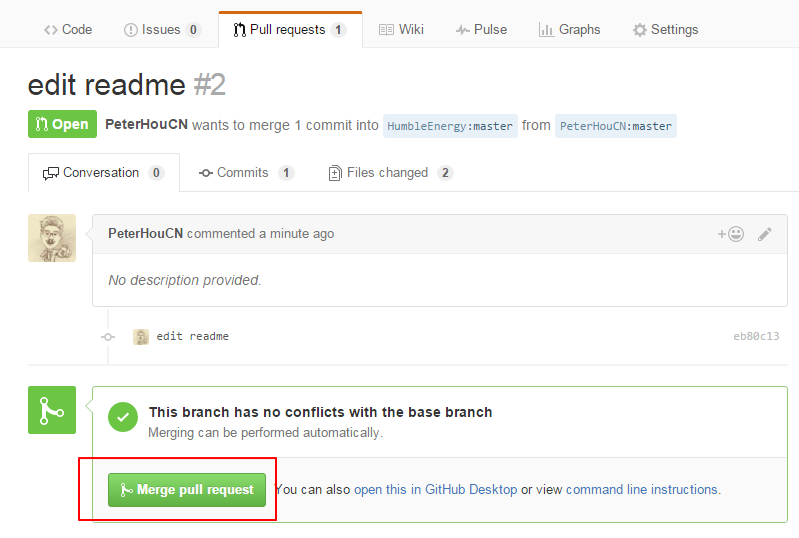 Code Issues 0 Pull requests 1 Wiki Pulse Graphs Settings
edit readme #2
Open PeterHouCN wants to merge 1 commit into HumbleEnergy:master from PeterHouCN:master
Conversation 0 Commits 1 Files changed 2
PeterHouCN commented a minute ago
No description provided.
edit readme eb80c13
This branch has no conflicts with the base branch
Merging can be performed automatically.
Merge pull request You can also open this in GitHub Desktop or view command line instructions.